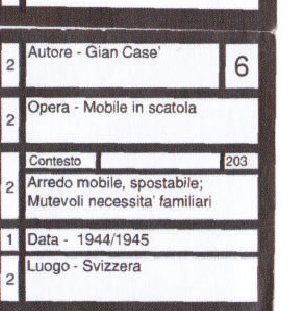 2 Autore - Gian Case' 6
2 Opera - Mobile in scatola
Contesto 203
2 Arredo mobile, spostabile;
Mutevoli necessita' familiari
1 Data - 1944/1945
2 Luogo - Svizzera